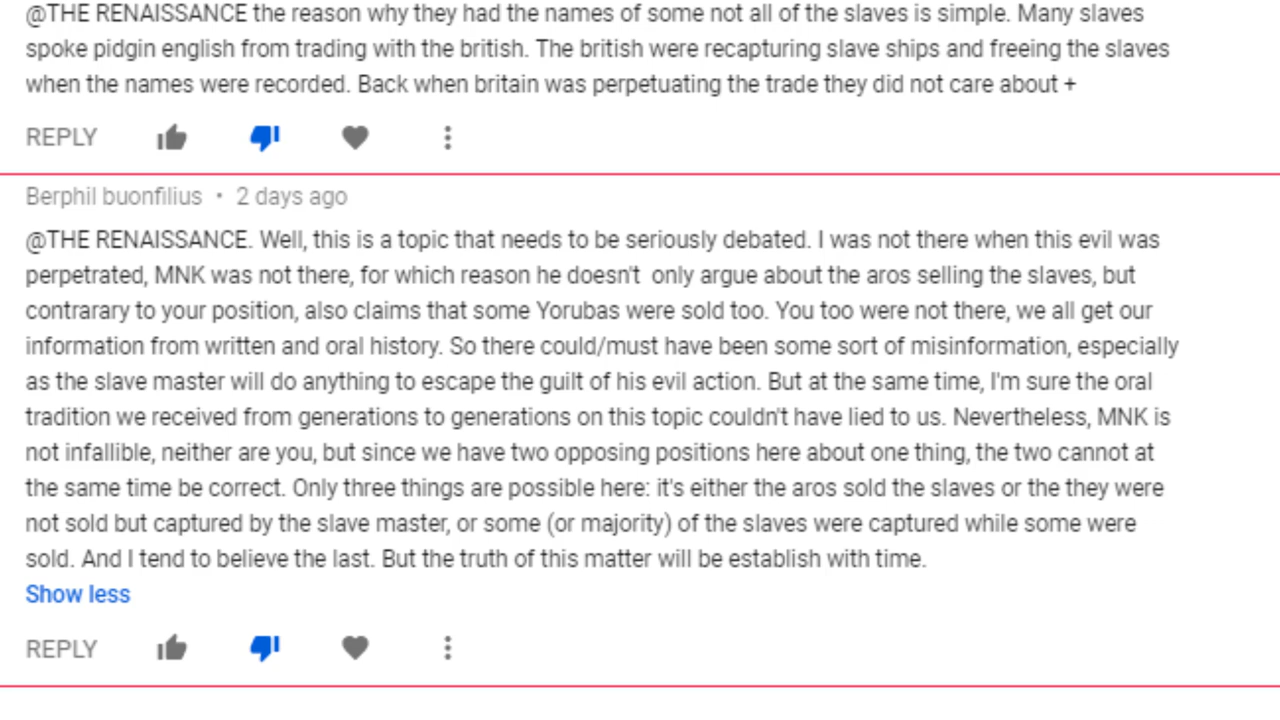 @THE RENAISSANCE the reason why they had the names of some not all of the slaves is simple. Many slaves
spoke pidgin english from trading with the british. The british were recapturing slave ships and freeing the slaves
when the names were recorded. Back when britain was perpetuating the trade they did not care about +
REPLY
Berphil buonfilius • 2 days ago
@THE RENAISSANCE. Well, this is a topic that needs to be seriously debated. I was not there when this evil was
perpetrated, MNK was not there, for which reason he doesn't  only argue about the aros selling the slaves, but
contrarary to your position, also claims that some Yorubas were sold too. You too were not there, we all get our
information from written and oral history. So there could/must have been some sort of misinformation, especially
as the slave master will do anything to escape the guilt of his evil action. But at the same time, I'm sure the oral
tradition we received from generations to generations on this topic couldn't have lied to us. Nevertheless, MNK is
not infallible, neither are you, but since we have two opposing positions here about one thing, the two cannot at
the same time be correct. Only three things are possible here: it's either the aros sold the slaves or the they were
not sold but captured by the slave master, or some (or majority) of the slaves were captured while some were
sold. And I tend to believe the last. But the truth of this matter will be establish with time.
Show less
REPLY